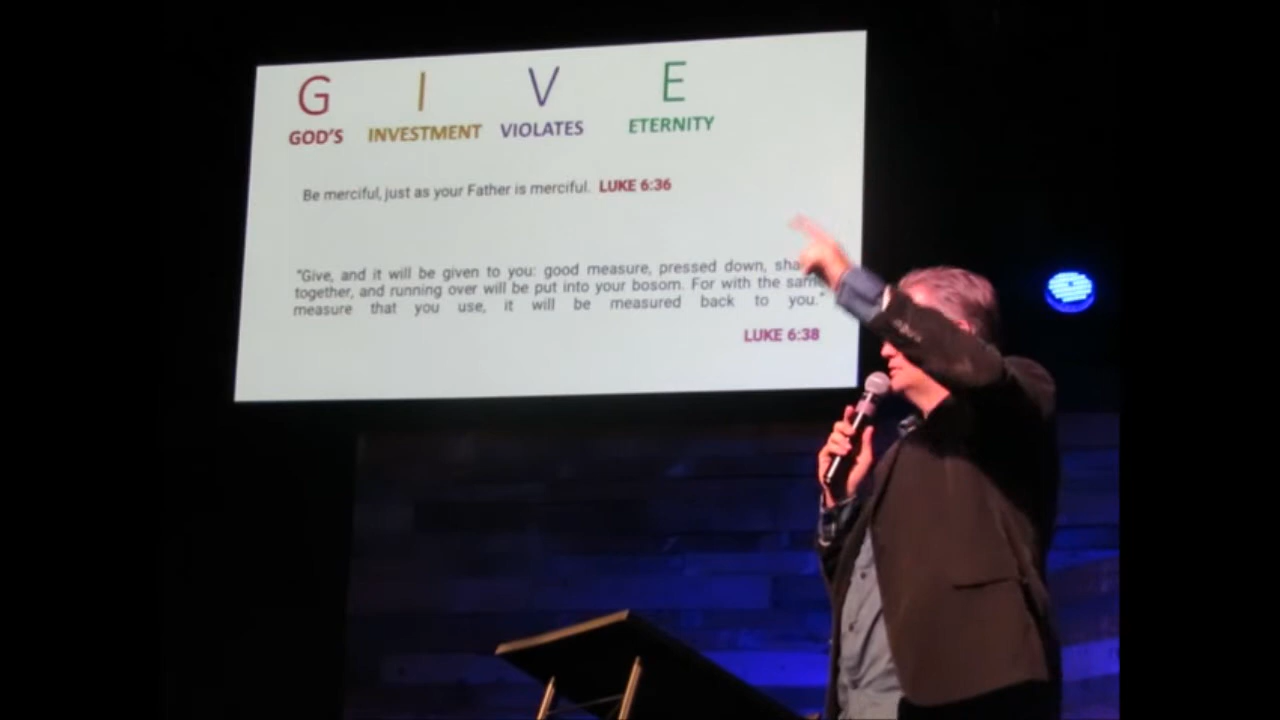 G I V E
GOD'S INVESTMENT VIOLATES ETERNITY
Be merciful, just as your Father is merciful. LUKE 6:36
"Give, and it will be given to you: good measure, pressed down,
together, and running over will be put into your bosom. For with the same
measure that you use, it will be measured back to you."
LUKE 6:38